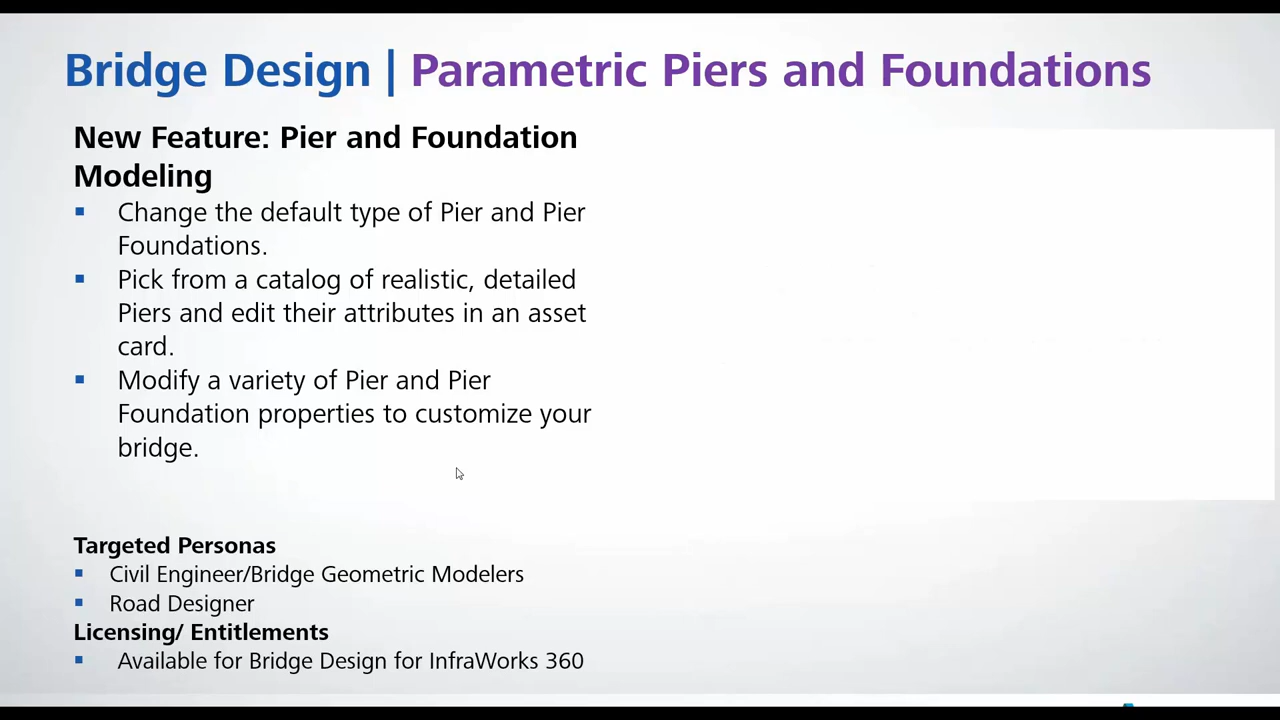 Bridge Design | Parametric Piers and Foundations
New Feature: Pier and Foundation
Modeling
▪ Change the default type of Pier and Pier
Foundations.
▪ Pick from a catalog of realistic, detailed
Piers and edit their attributes in an asset
card.
▪ Modify a variety of Pier and Pier
Foundation properties to customize your
bridge.
Targeted Personas
▪ Civil Engineer/Bridge Geometric Modelers
▪ Road Designer
Licensing/ Entitlements
▪ Available for Bridge Design for InfraWorks 360